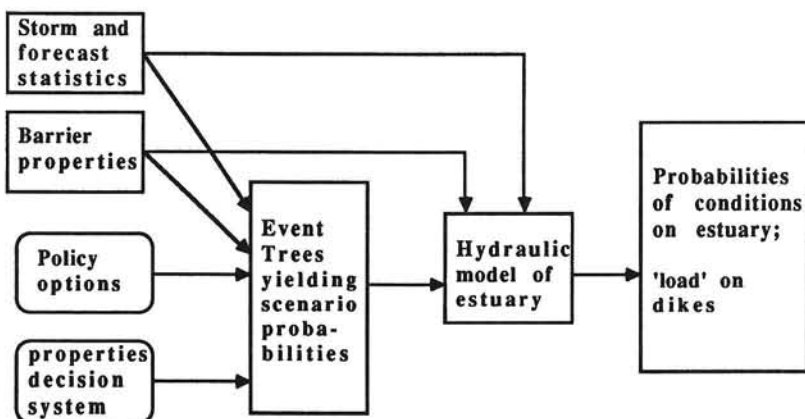 Storm and
forecast
statistics
Barrier
properties
Policy
options
properties
decision
system
Event
Trees
yielding
scenario
proba-
bilities
Hydraulic
model of
estuary
Probabilities
of conditions
on estuary;
'load' on
dikes